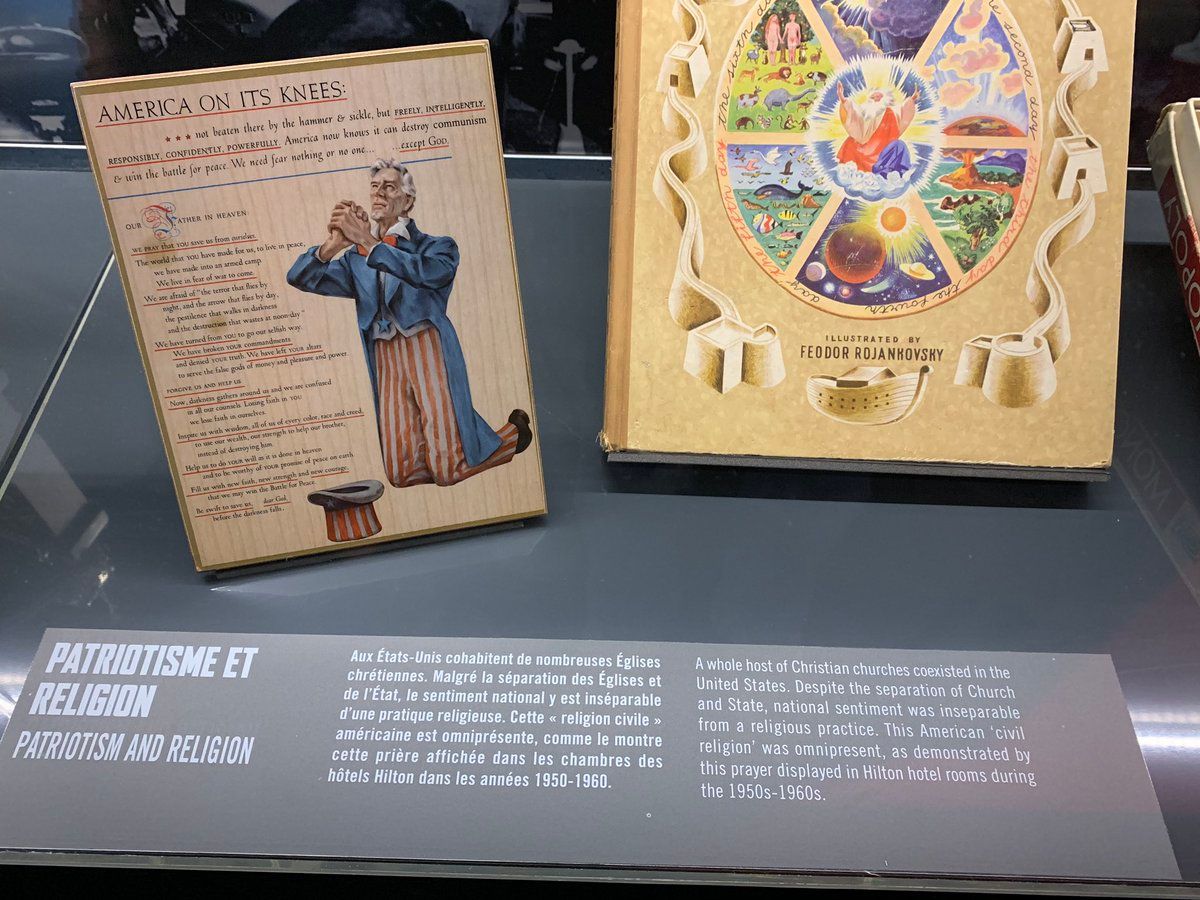 AMERICA ON ITS KNEES:
*** not beaten there by the hammer & sickle, but FREELY, INTELLIGENTLY,
RESPONSIBLY, CONFIDENTLY, POWERFULLY. America now knows it can destroy communism
& win the battle for peace. We need fear nothing or no one... ...except GOD.
OUR FATHER IN HEAVEN:
WE PRAY that YOU save us from ourselves.
The world that YOU have made for us, to live in peace,
we have made into an armed camp.
We live in fear of war to come.
We are afraid of "the terror that flies by
night, and the arrow that flies by day,
the pestilence that walks in darkness
and the destruction that wastes at noon-day."
We have turned from YOU to go our selfish way.
We have broken YOUR commandments
and denied YOUR truth. We have left YOUR altars
to serve the false gods of money and pleasure and power.
FORGIVE US AND HELP US
Now, darkness gathers around us and we are confused
in all our counsels. Losing faith in YOU
we lose faith in ourselves.
Inspire us with wisdom, all of us of every color, race and creed,
to use our wealth, our strength to help our brother,
instead of destroying him.
Help us to do YOUR will as it is done in heaven
and to be worthy of YOUR promise of peace on earth.
Fill us with new faith, new strength and new courage,
that we may win the Battle for Peace.
Be swift to save us, dear God,
before the darkness falls.
the second day
the third day
the fourth day
the fifth day
the sixth d
ILLUSTRATED BY
FEODOR ROJANKOVSKY
OPOLY
PATRIOTISME ET
RELIGION
PATRIOTISM AND RELIGION
Aux États-Unis cohabitent de nombreuses Églises
chrétiennes. Malgré la séparation des Églises et
de l'État, le sentiment national y est inséparable
d'une pratique religieuse. Cette « religion civile »
américaine est omniprésente, comme le montre
cette prière affichée dans les chambres des
hôtels Hilton dans les années 1950-1960.
A whole host of Christian churches coexisted in the
United States. Despite the separation of Church
and State, national sentiment was inseparable
from a religious practice. This American 'civil
religion' was omnipresent, as demonstrated by
this prayer displayed in Hilton hotel rooms during
the 1950s-1960s.